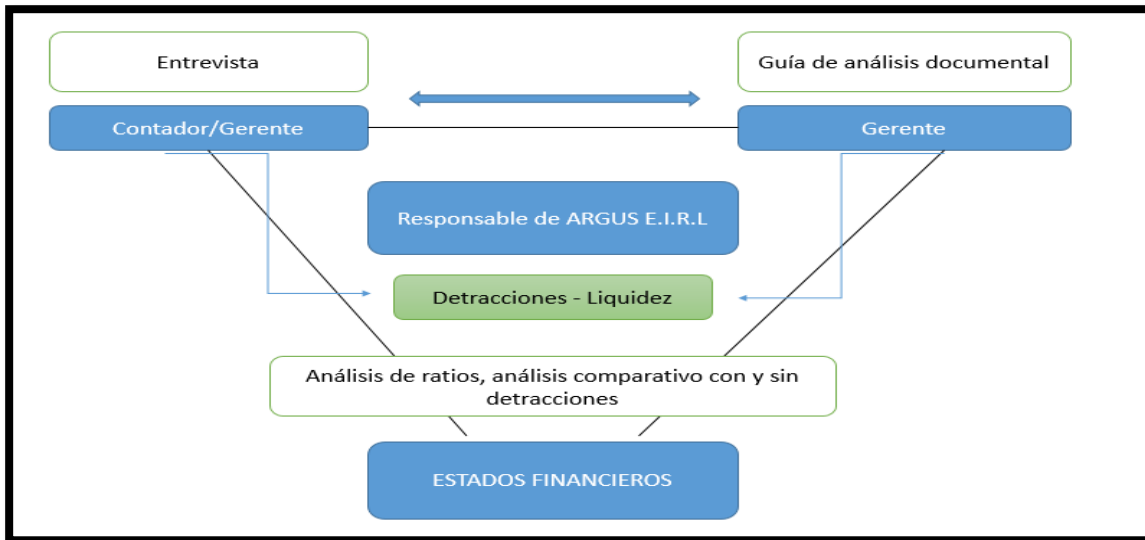 Entrevista
Guía de análisis documental
Contador/Gerente
Gerente
Responsable de ARGUS E.I.R.L
Detracciones - Liquidez
Análisis de ratios, análisis comparativo con y sin
detracciones
ESTADOS FINANCIEROS